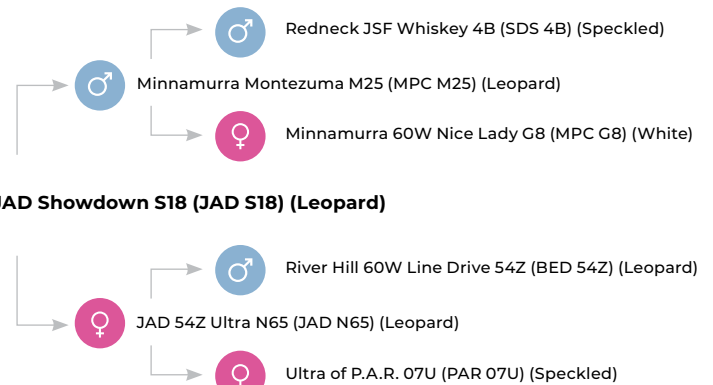 Redneck JSF Whiskey 4B (SDS 4B) (Speckled)
Minnamurra Montezuma M25 (MPC M25) (Leopard)
Minnamurra 60W Nice Lady G8 (MPC G8) (White)
JAD Showdown S18 (JAD S18) (Leopard)
River Hill 60W Line Drive 54Z (BED 54Z) (Leopard)
JAD 54Z Ultra N65 (JAD N65) (Leopard)
Ultra of P.A.R. 07U (PAR 07U) (Speckled)